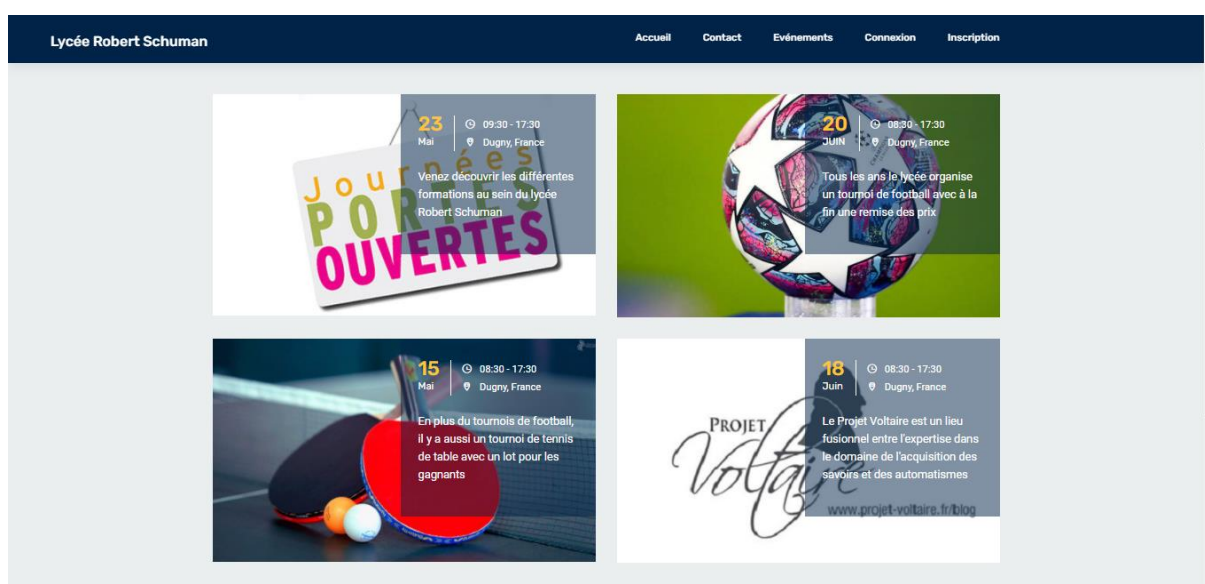 Lycée Robert Schuman
Accueil Contact Evénements Connexion Inscription
Journées
PORTES
OUVERTES
23
Mai
09:30 - 17:30
Dugny, France
Venez découvrir les différentes
formations au sein du lycée
Robert Schuman
20
JUIN
08:30 - 17:30
Dugny, France
Tous les ans le lycée organise
un tournoi de football avec à la
fin une remise des prix
15
Mai
08:30 - 17:30
Dugny, France
En plus du tournois de football,
il y a aussi un tournoi de tennis
de table avec un lot pour les
gagnants
PROJET
Voltaire
www.projet-voltaire.fr/blog
18
Juin
08:30 - 17:30
Dugny, France
Le Projet Voltaire est un lieu
fusionnel entre l'expertise dans
le domaine de l'acquisition des
savoirs et des automatismes